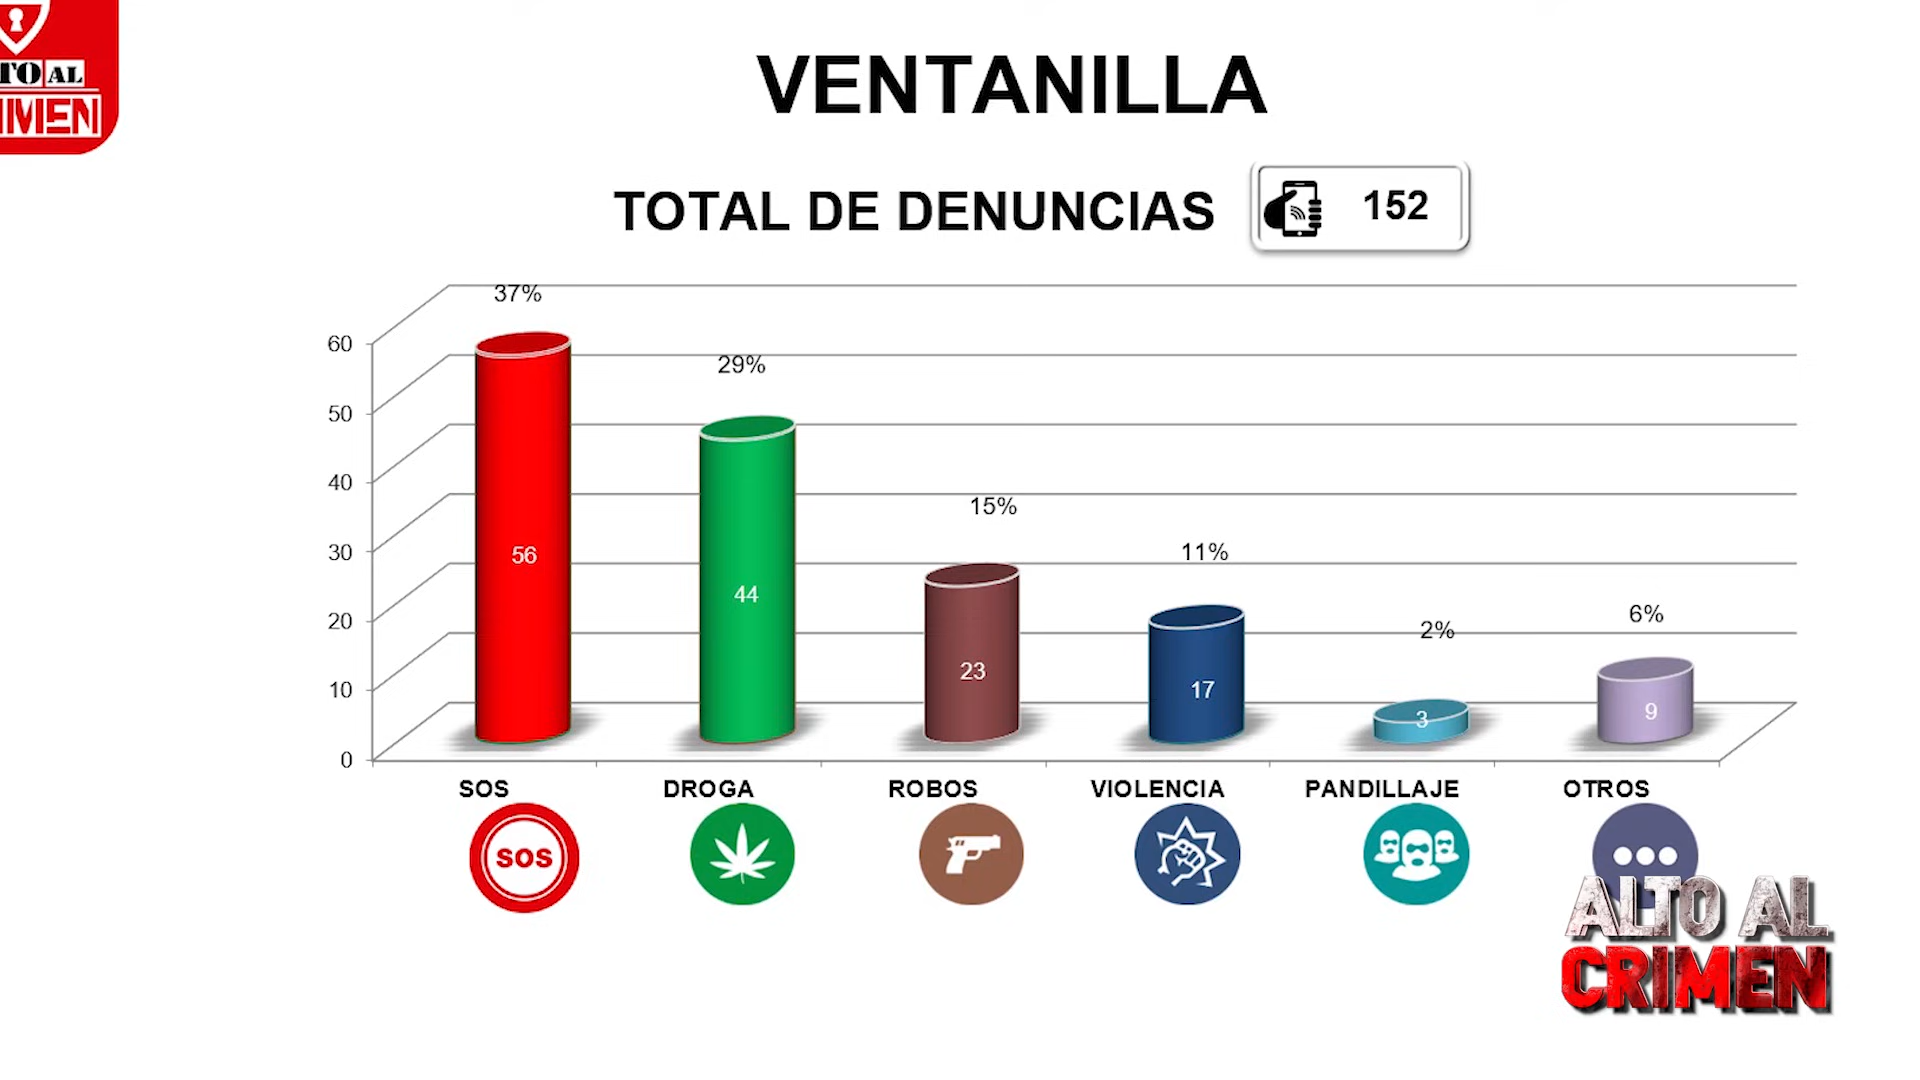 TO AL
IMEN
VENTANILLA
TOTAL DE DENUNCIAS 152
37%
29%
15%
11%
2%
6%
60
50
40
30
20
10
0
56
44
23
17
3
9
SOS DROGA ROBOS VIOLENCIA PANDILLAJE OTROS
SOS
ALTO AL
CRIMEN